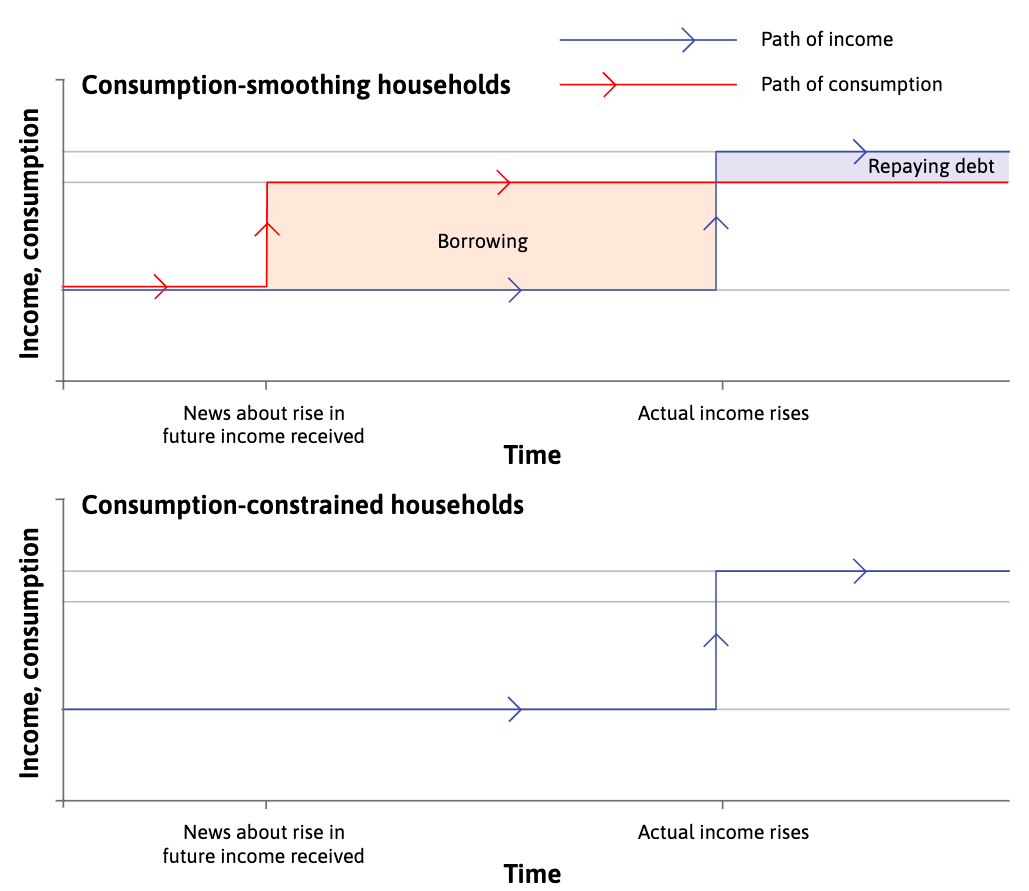 Path of income
Path of consumption
Consumption-smoothing households
Income, consumption
Repaying debt
Borrowing
News about rise in
future income received
Actual income rises
Time
Consumption-constrained households
Income, consumption
News about rise in
future income received
Actual income rises
Time